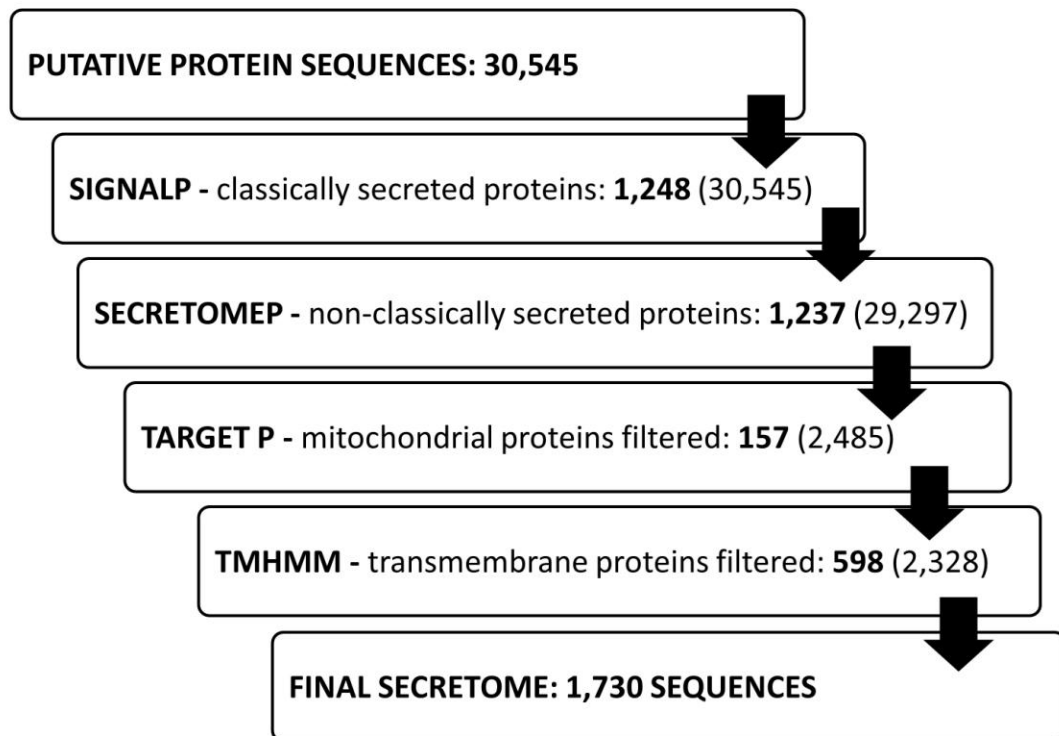 PUTATIVE PROTEIN SEQUENCES: 30,545
SIGNALP - classically secreted proteins: 1,248 (30,545)
SECRETOMEP - non-classically secreted proteins: 1,237 (29,297)
TARGET P - mitochondrial proteins filtered: 157 (2,485)
TMHMM - transmembrane proteins filtered: 598 (2,328)
FINAL SECRETOME: 1,730 SEQUENCES